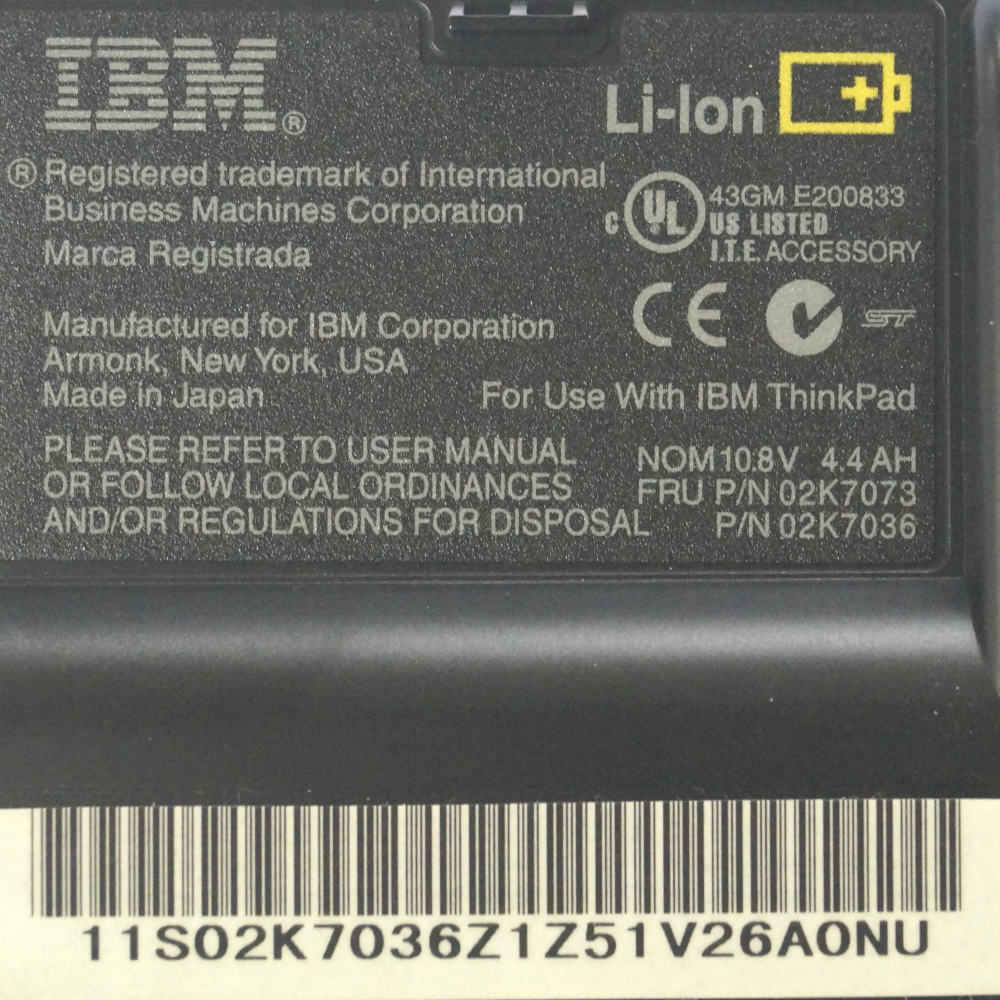 IBM®
Li-Ion
® Registered trademark of International
Business Machines Corporation
Marca Registrada
c UL
43GM E200833
US LISTED
I.T.E. ACCESSORY
CE
ST
Manufactured for IBM Corporation
Armonk, New York, USA
Made in Japan
For Use With IBM ThinkPad
PLEASE REFER TO USER MANUAL
OR FOLLOW LOCAL ORDINANCES
AND/OR REGULATIONS FOR DISPOSAL
NOM 10.8V 4.4 AH
FRU P/N 02K7073
P/N 02K7036
11S02K7036Z1Z51V26A0NU